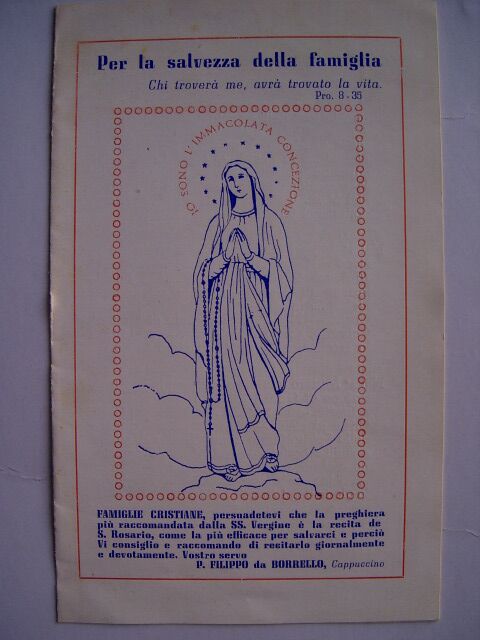 Per la salvezza della famiglia
Chi troverà me, avrà trovato la vita.
Pro. 8 - 35
IO SONO L'IMMACOLATA CONCEZIONE
FAMIGLIE CRISTIANE, persuadetevi che la preghiera
più raccomandata dalla SS. Vergine è la recita de
S. Rosario, come la più efficace per salvarci e perciò
Vi consiglio e raccomando di recitarlo giornalmente
e devotamente. Vostro servo
P. FILIPPO da BORRELLO, Cappuccino